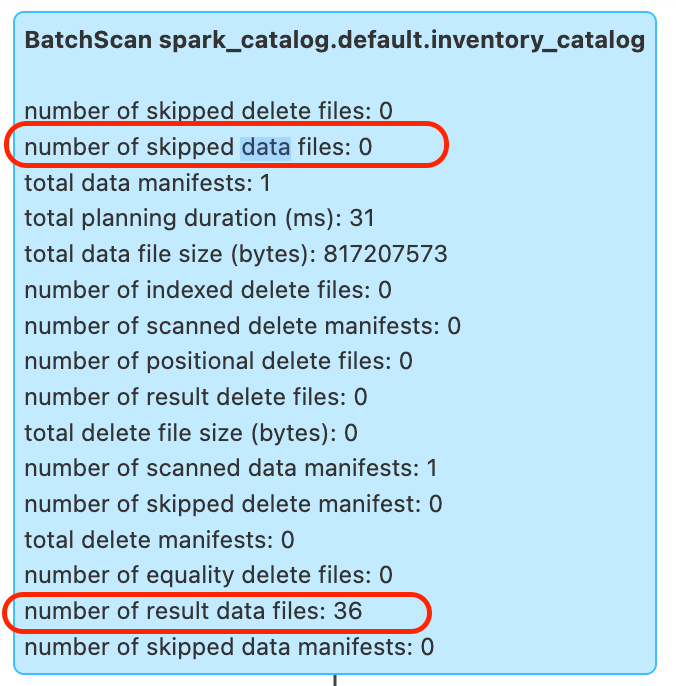 BatchScan spark_catalog.default.inventory_catalog
number of skipped delete files: 0
number of skipped data files: 0
total data manifests: 1
total planning duration (ms): 31
total data file size (bytes): 817207573
number of indexed delete files: 0
number of scanned delete manifests: 0
number of positional delete files: 0
number of result delete files: 0
total delete file size (bytes): 0
number of scanned data manifests: 1
number of skipped delete manifest: 0
total delete manifests: 0
number of equality delete files: 0
number of result data files: 36
number of skipped data manifests: 0